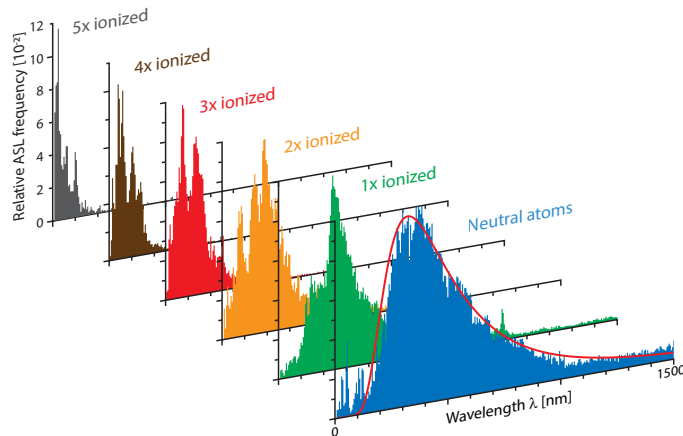 5x ionized
4x ionized
3x ionized
2x ionized
1x ionized
Neutral atoms
Relative ASL frequency [10⁻²]
12
10
8
6
4
2
0
0
Wavelength λ [nm]
1500